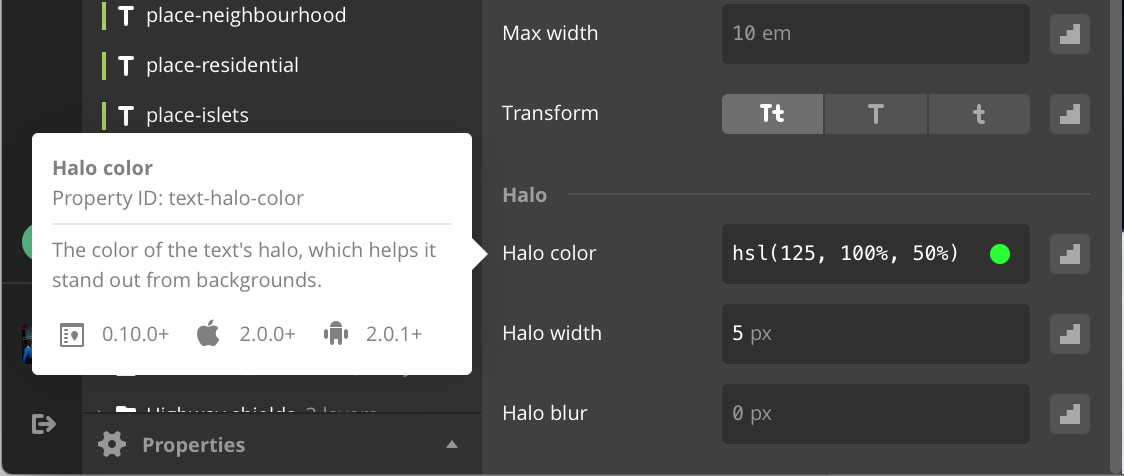 place-neighbourhood
place-residential
place-islets
Halo color
Property ID: text-halo-color
The color of the text's halo, which helps it
stand out from backgrounds.
0.10.0+ 2.0.0+ 2.0.1+
Highway shields 2 layers
Properties
Max width 10 em
Transform Tt T t
Halo
Halo color hsl(125, 100%, 50%)
Halo width 5 px
Halo blur 0 px